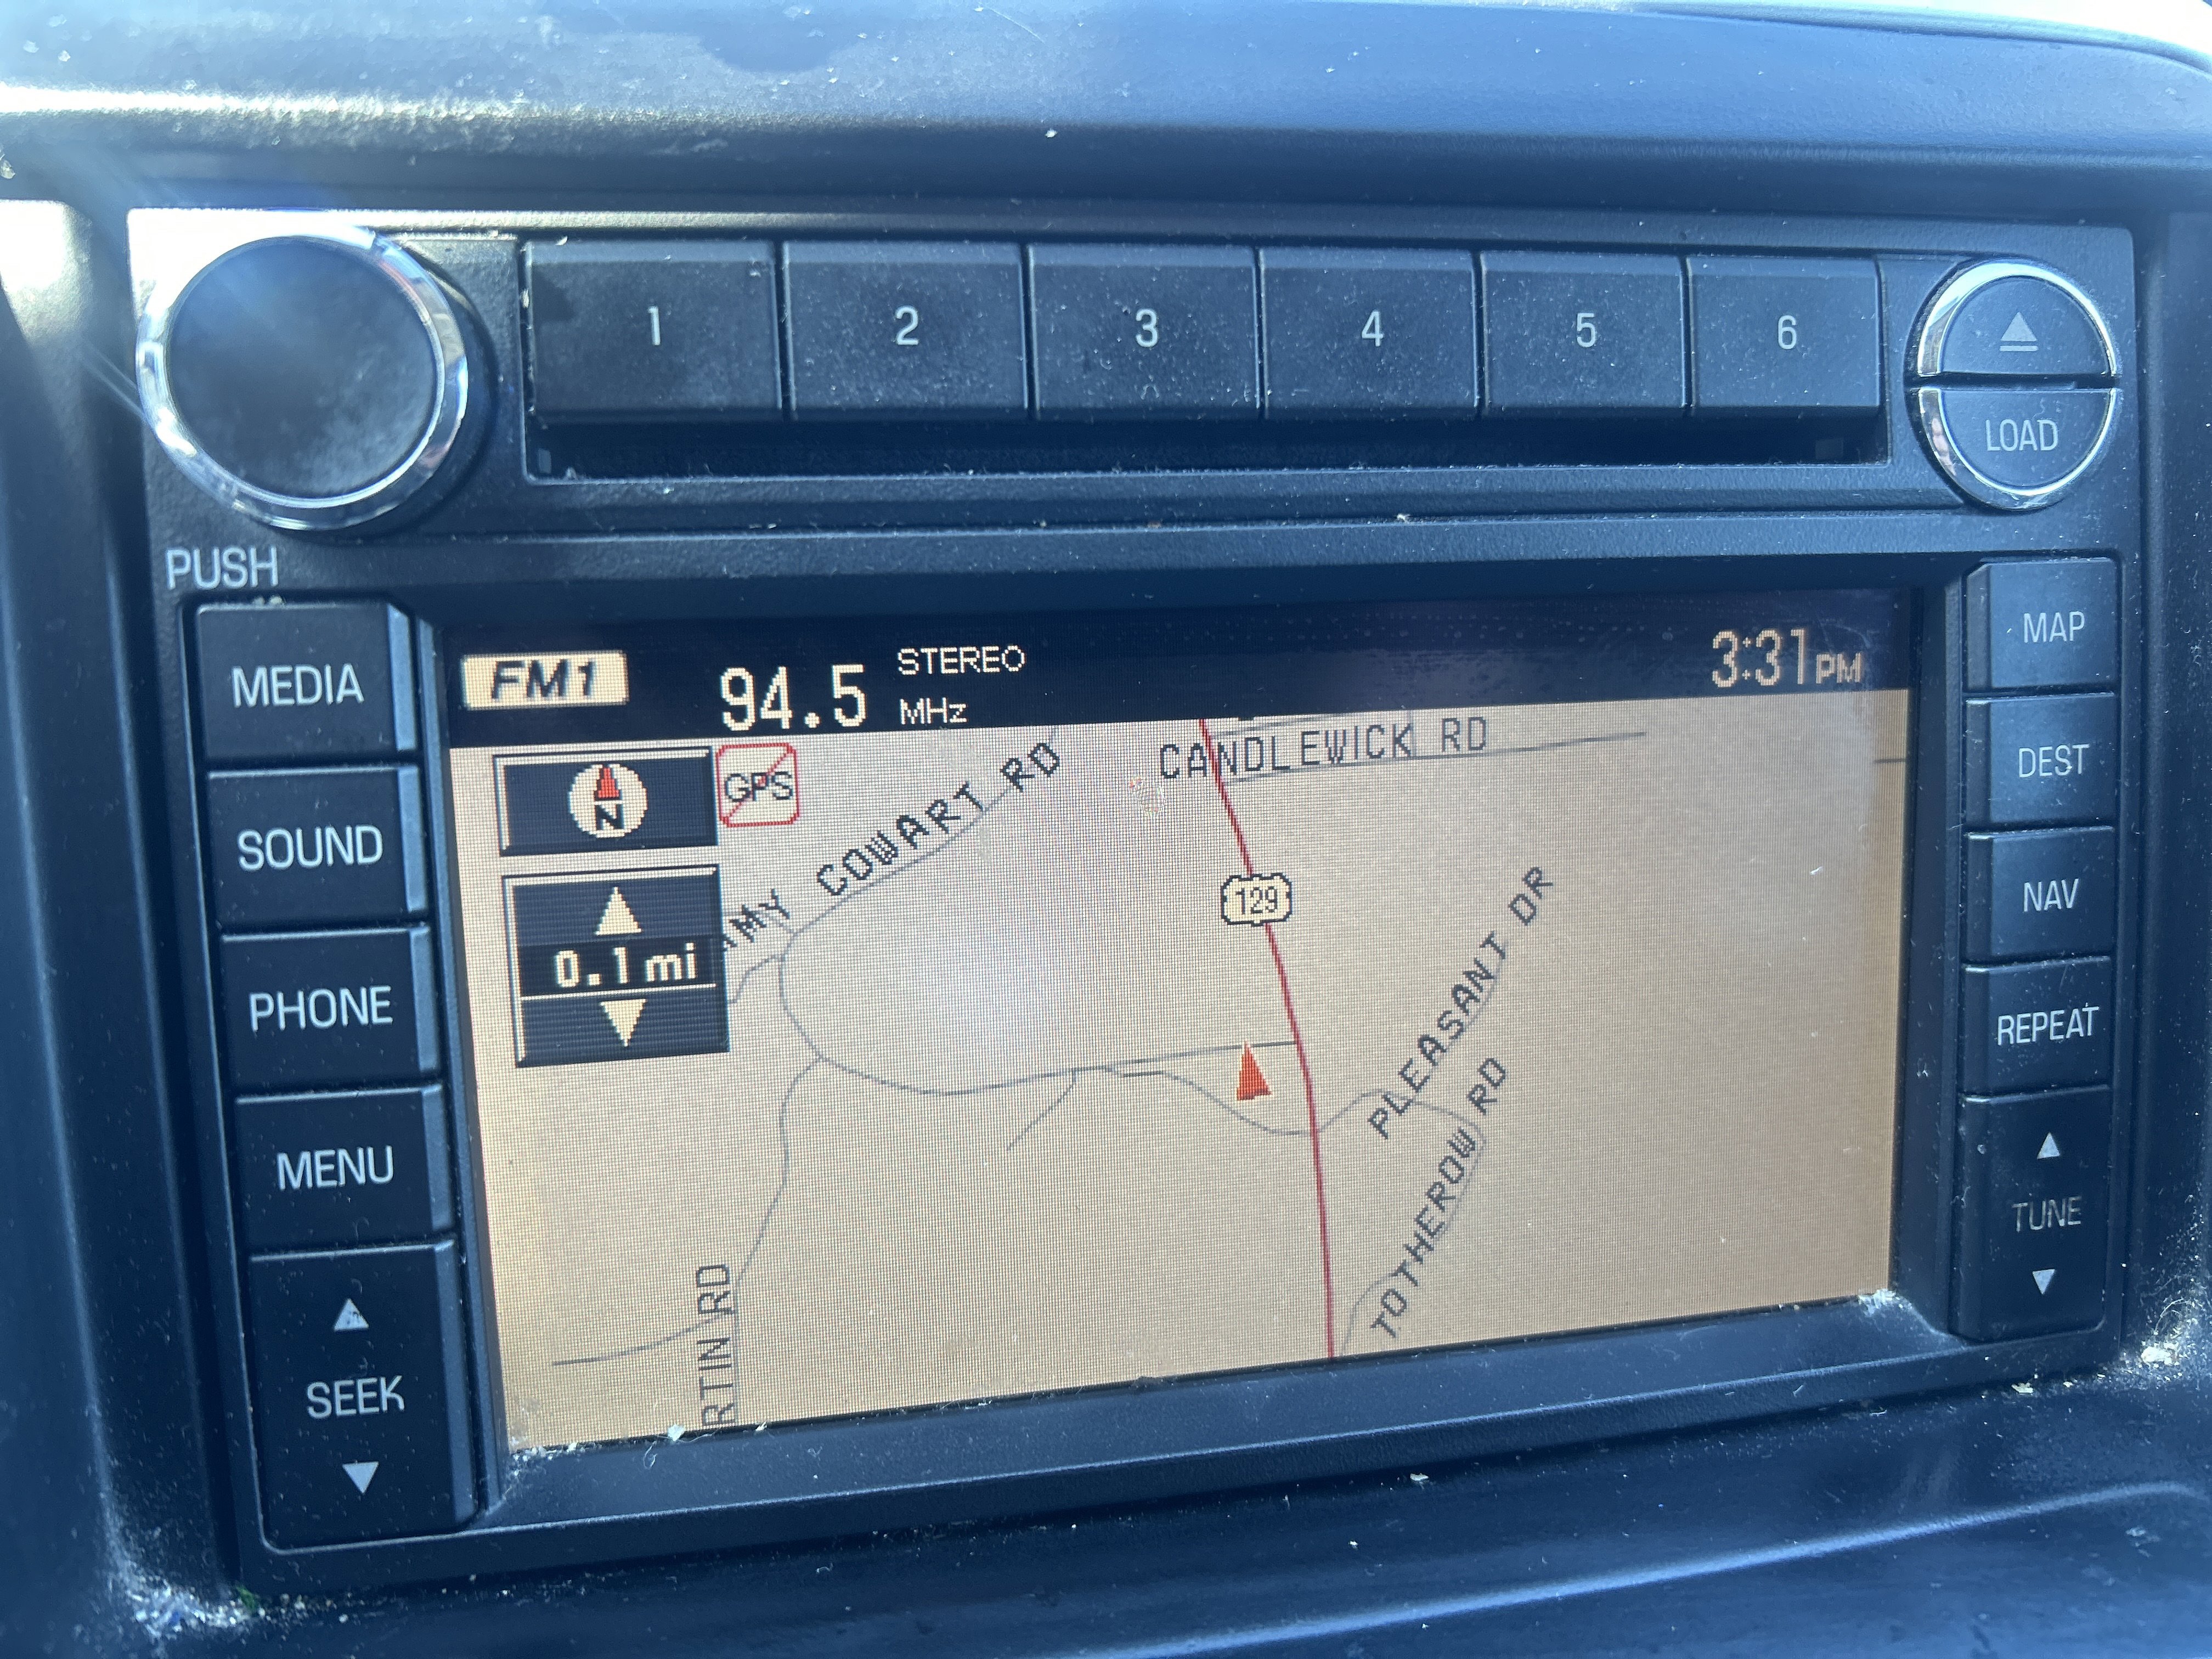 1 2 3 4 5 6
LOAD
PUSH
MEDIA
SOUND
PHONE
MENU
SEEK
FM1 94.5 STEREO
MHz
3:31 PM
N
GPS
0.1 mi
COWART RD
CANDLEWICK RD
129
PLEASANT DR
TOTHEROW RD
RTIN RD
MAP
DEST
NAV
REPEAT
TUNE